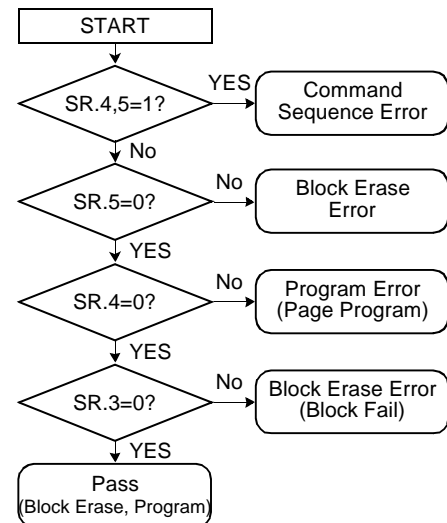 START
SR.4,5=1?
YES
Command
Sequence Error
No
SR.5=0?
No
Block Erase
Error
YES
SR.4=0?
No
Program Error
(Page Program)
YES
SR.3=0?
No
Block Erase Error
(Block Fail)
YES
Pass
(Block Erase, Program)